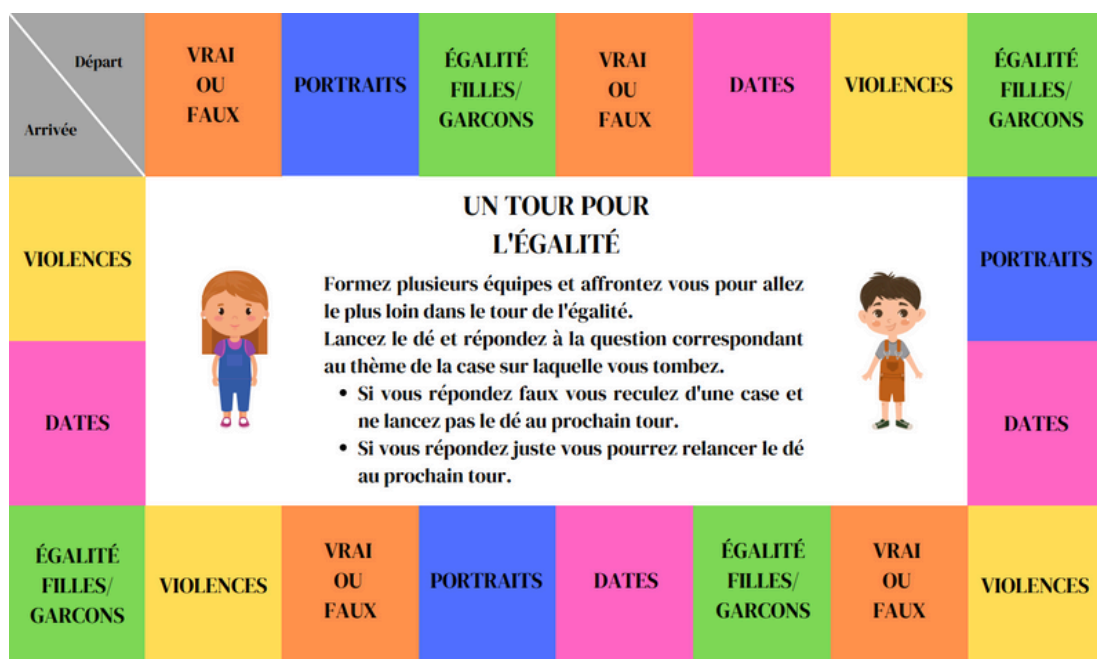 Départ
Arrivée
VRAI
OU
FAUX
PORTRAITS
ÉGALITÉ
FILLES/
GARCONS
VRAI
OU
FAUX
DATES
VIOLENCES
ÉGALITÉ
FILLES/
GARCONS
VIOLENCES
UN TOUR POUR
L'ÉGALITÉ
Formez plusieurs équipes et affrontez vous pour allez
le plus loin dans le tour de l'égalité.
Lancez le dé et répondez à la question correspondant
au thème de la case sur laquelle vous tombez.
• Si vous répondez faux vous reculez d'une case et
ne lancez pas le dé au prochain tour.
• Si vous répondez juste vous pourrez relancer le dé
au prochain tour.
PORTRAITS
DATES
DATES
ÉGALITÉ
FILLES/
GARCONS
VIOLENCES
VRAI
OU
FAUX
PORTRAITS
DATES
ÉGALITÉ
FILLES/
GARCONS
VRAI
OU
FAUX
VIOLENCES